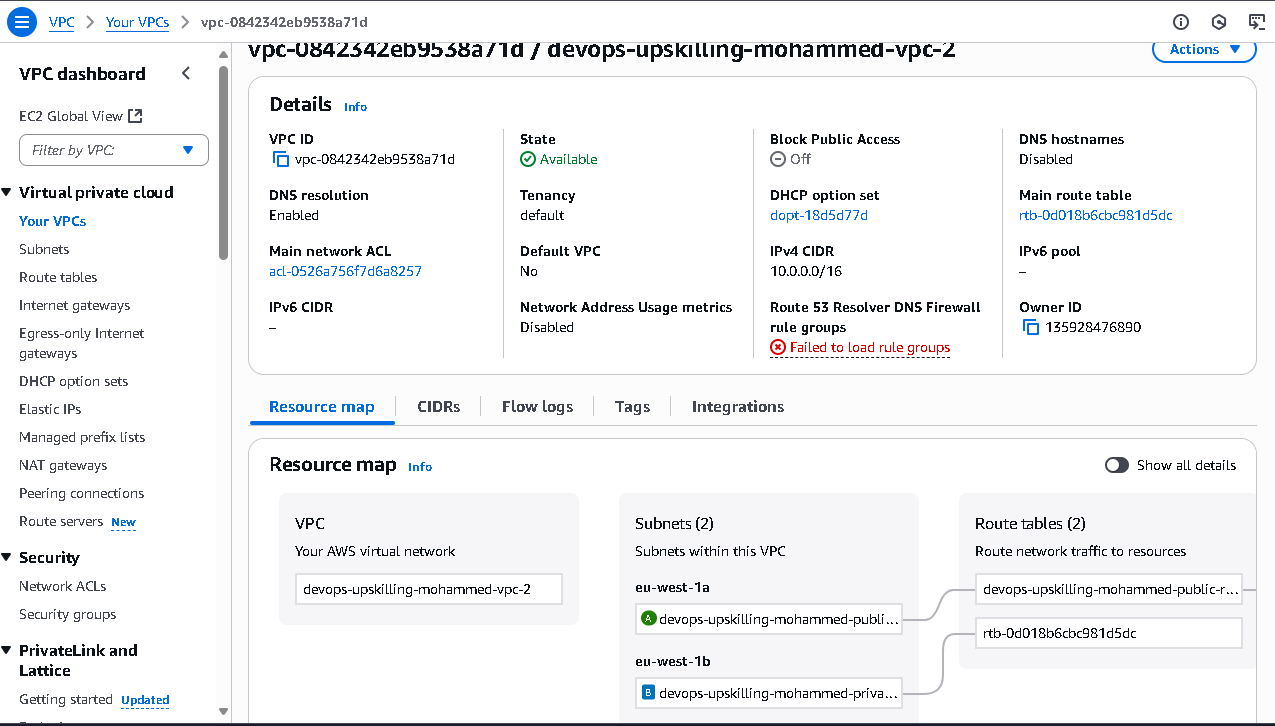 VPC > Your VPCs > vpc-0842342eb9538a71d
vpc-0842342eb9538a71d / devops-upskilling-mohammed-vpc-2
Actions
VPC dashboard
EC2 Global View
Filter by VPC:
Virtual private cloud
Your VPCs
Subnets
Route tables
Internet gateways
Egress-only Internet
gateways
DHCP option sets
Elastic IPs
Managed prefix lists
NAT gateways
Peering connections
Route servers New
Security
Network ACLs
Security groups
PrivateLink and
Lattice
Getting started Updated
Details Info
VPC ID
vpc-0842342eb9538a71d
State
Available
Block Public Access
Off
DNS hostnames
Disabled
DNS resolution
Enabled
Tenancy
default
DHCP option set
dopt-18d5d77d
Main route table
rtb-0d018b6cbc981d5dc
Main network ACL
acl-0526a756f7d6a8257
Default VPC
No
IPv4 CIDR
10.0.0.0/16
IPv6 pool
–
IPv6 CIDR
–
Network Address Usage metrics
Disabled
Route 53 Resolver DNS Firewall
rule groups
Failed to load rule groups
Owner ID
135928476890
Resource map
CIDRs
Flow logs
Tags
Integrations
Resource map Info
Show all details
VPC
Your AWS virtual network
devops-upskilling-mohammed-vpc-2
Subnets (2)
Subnets within this VPC
eu-west-1a
A devops-upskilling-mohammed-publi...
eu-west-1b
B devops-upskilling-mohammed-priva...
Route tables (2)
Route network traffic to resources
devops-upskilling-mohammed-public-r...
rtb-0d018b6cbc981d5dc